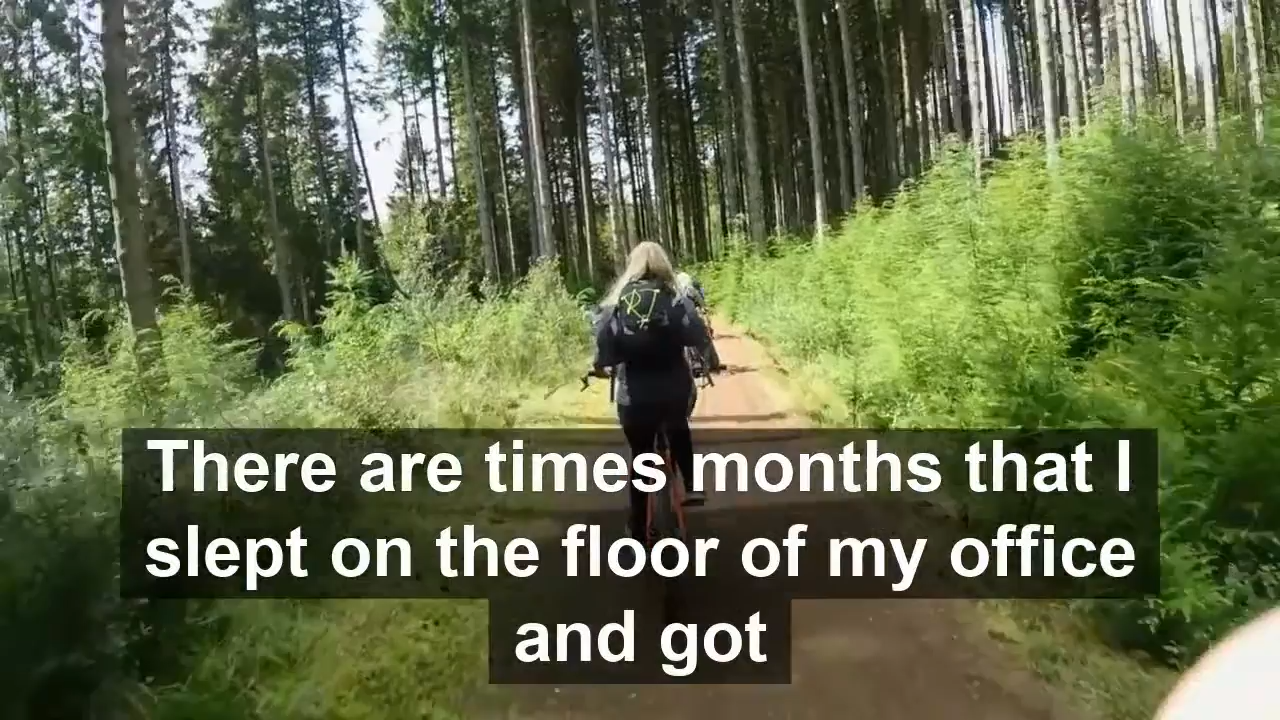 There are times months that I
slept on the floor of my office
and got